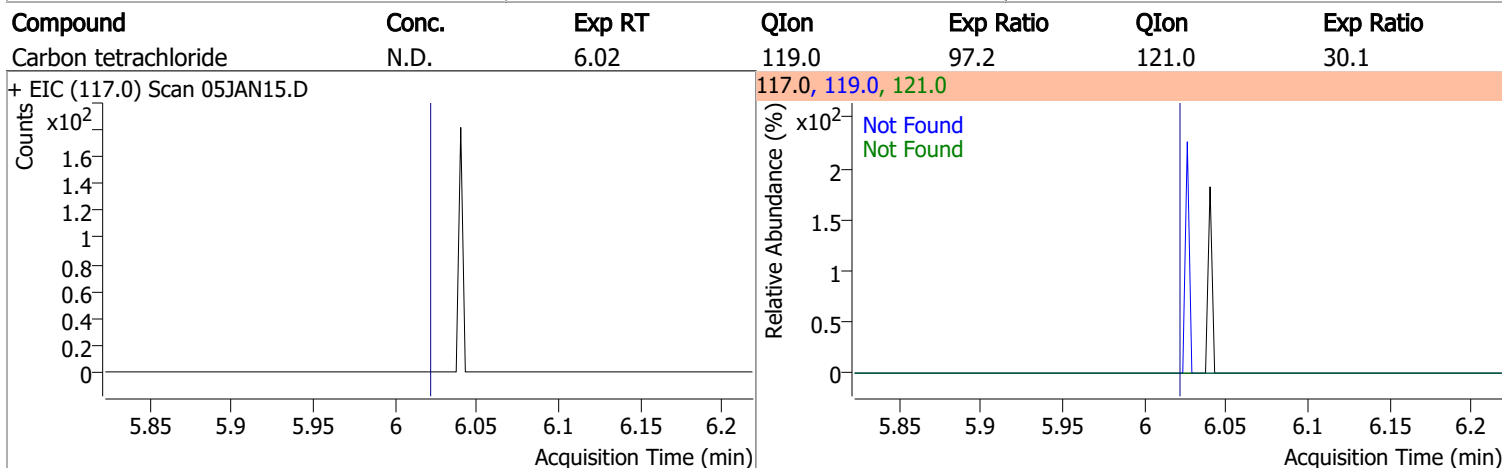 Compound Conc. Exp RT QIon Exp Ratio QIon Exp Ratio
Carbon tetrachloride N.D. 6.02 119.0 97.2 121.0 30.1
+ EIC (117.0) Scan 05JAN15.D
Counts
x10²
1.6
1.4
1.2
1
0.8
0.6
0.4
0.2
0
5.85 5.9 5.95 6 6.05 6.1 6.15 6.2
Acquisition Time (min)
117.0, 119.0, 121.0
Relative Abundance (%)
x10²
Not Found
Not Found
2
1.5
1
0.5
0
5.85 5.9 5.95 6 6.05 6.1 6.15 6.2
Acquisition Time (min)